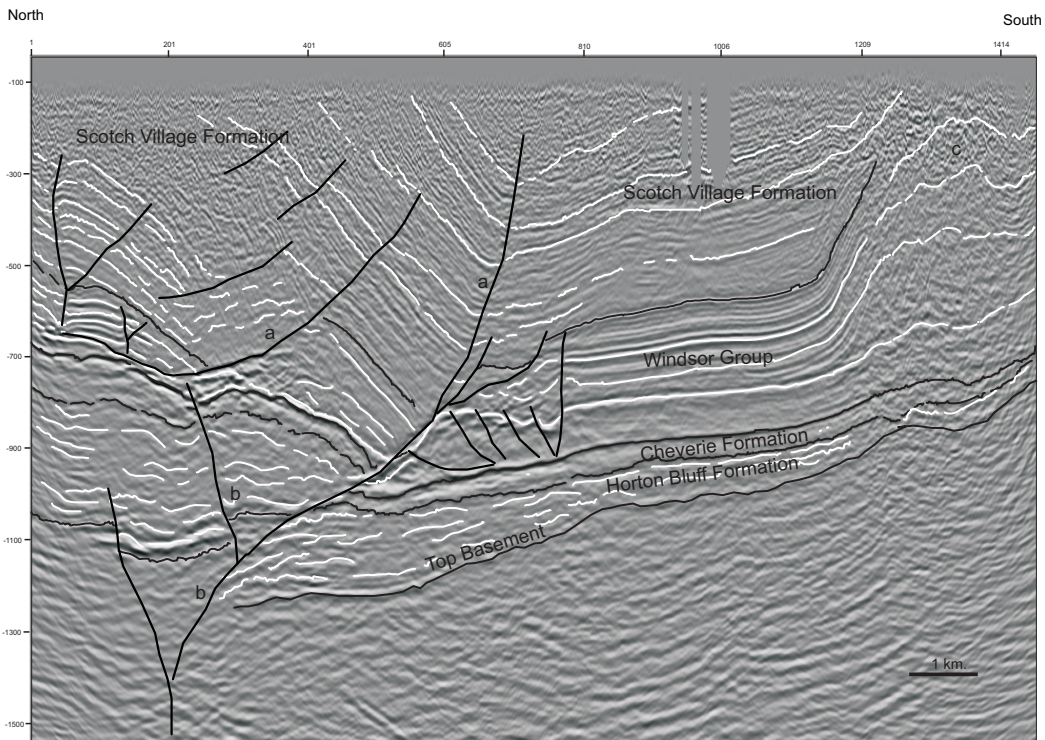 North
South
1 201 401 605 810 1006 1209 1414
-100
Scotch Village Formation
c
-300
Scotch Village Formation
-500
a
a
-700
Windsor Group
-900
Cheverie Formation
Horton Bluff Formation
b
-1100
Top Basement
b
-1300
1 km.
-1500